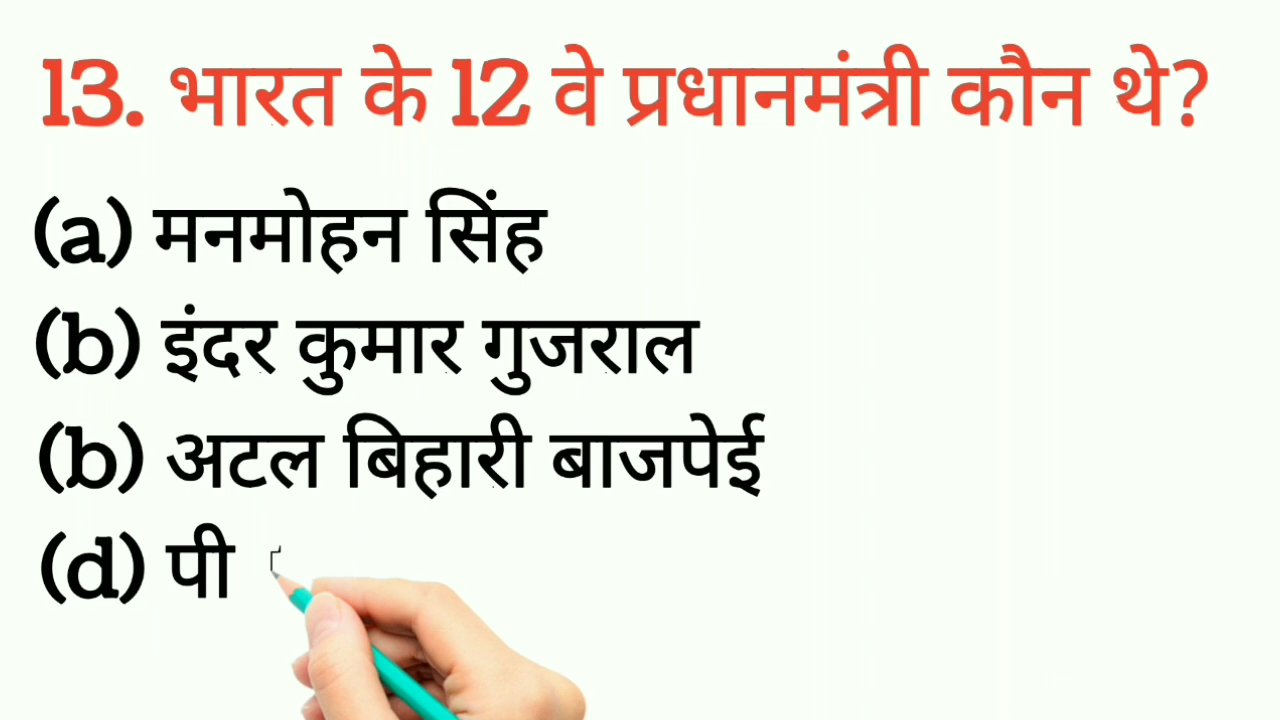 13. भारत के 12 वे प्रधानमंत्री कौन थे?
(a) मनमोहन सिंह
(b) इंदर कुमार गुजराल
(b) अटल बिहारी बाजपेई
(d) पी